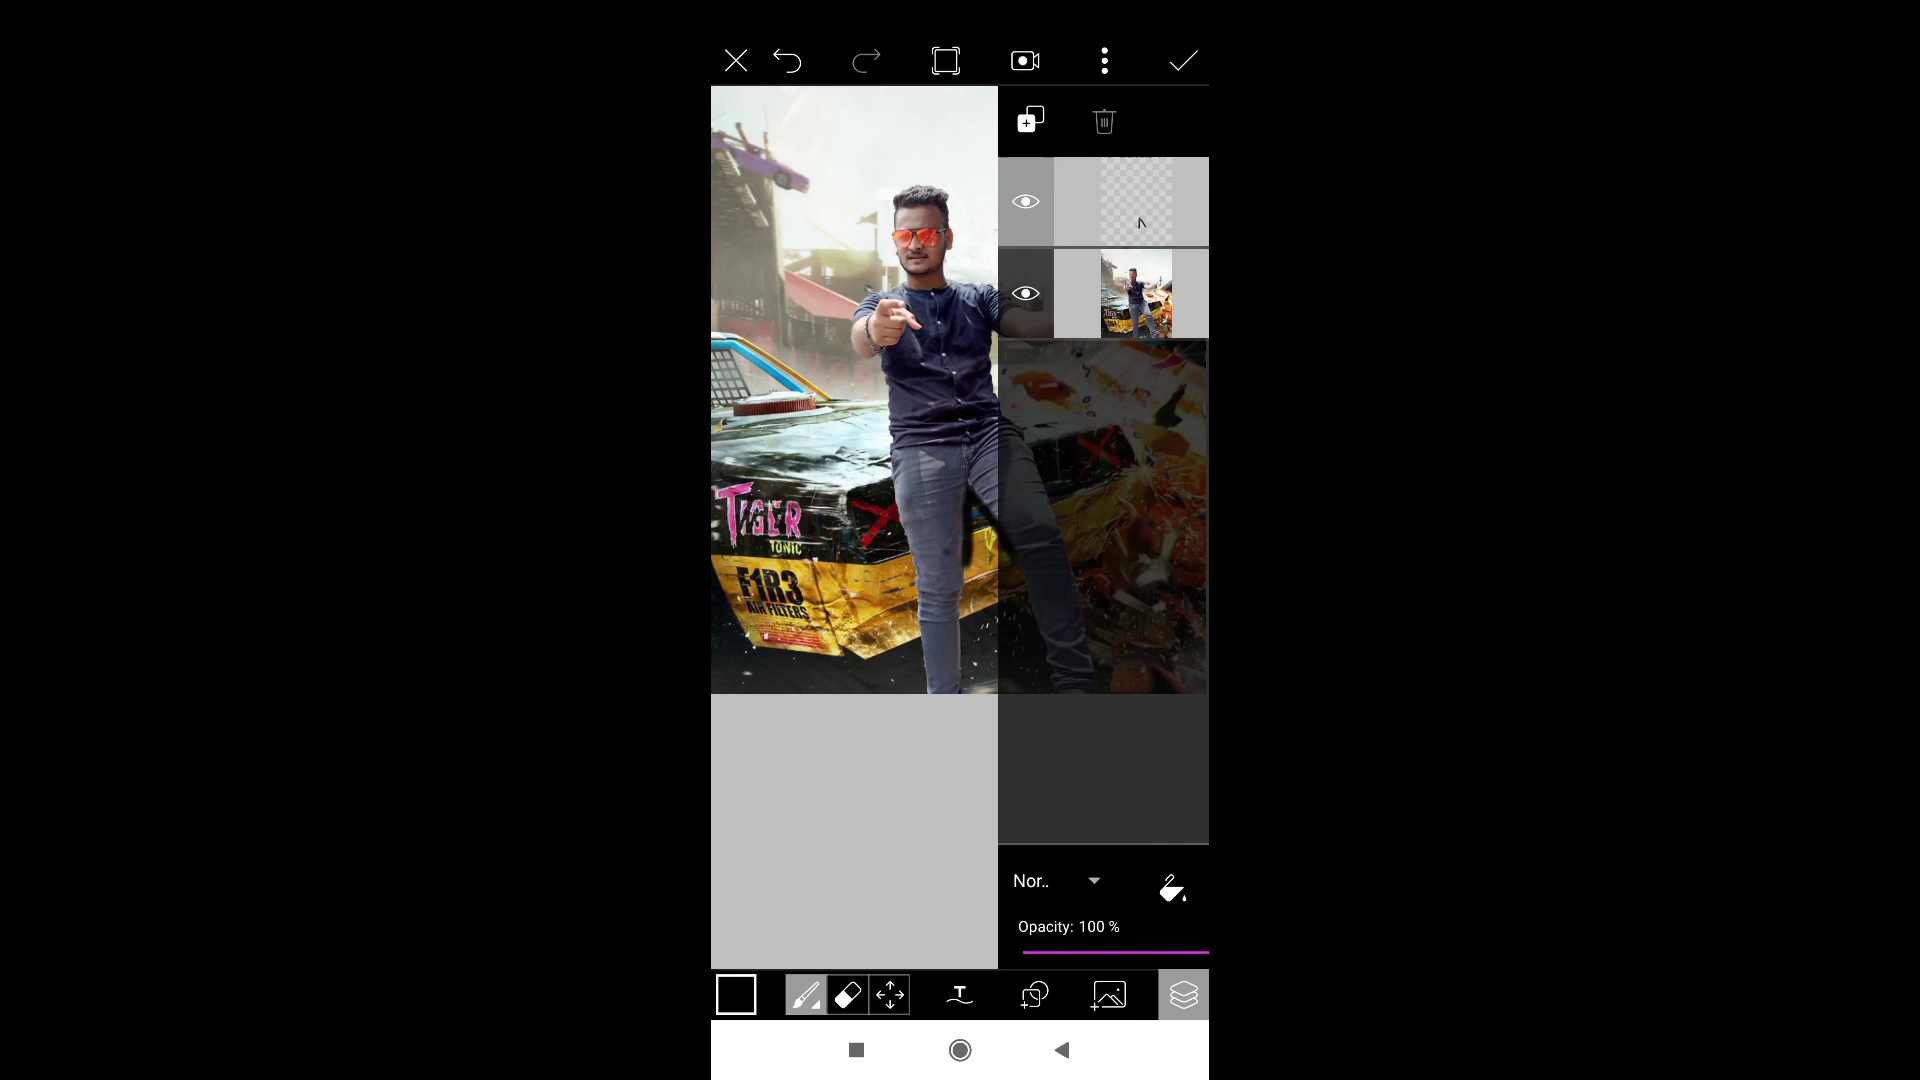 TIGER
TONIC
F1R3
AIR FILTERS
Nor..
Opacity: 100 %
T